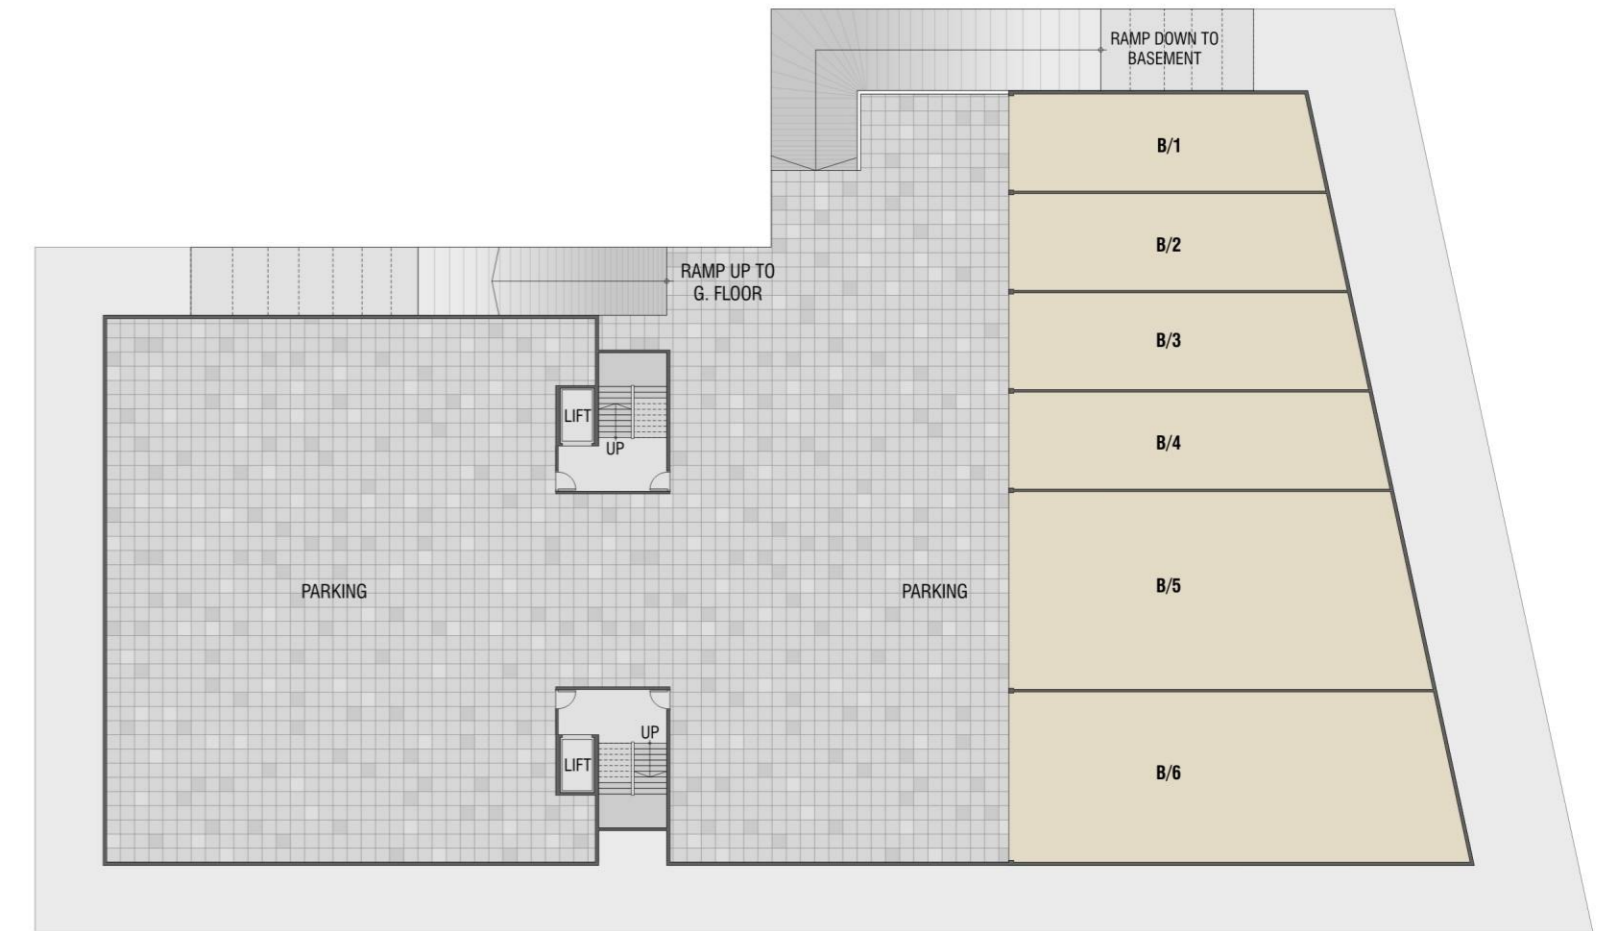 RAMP DOWN TO
BASEMENT
B/1
B/2
RAMP UP TO
G. FLOOR
B/3
LIFT
UP
B/4
PARKING
PARKING
B/5
UP
LIFT
B/6